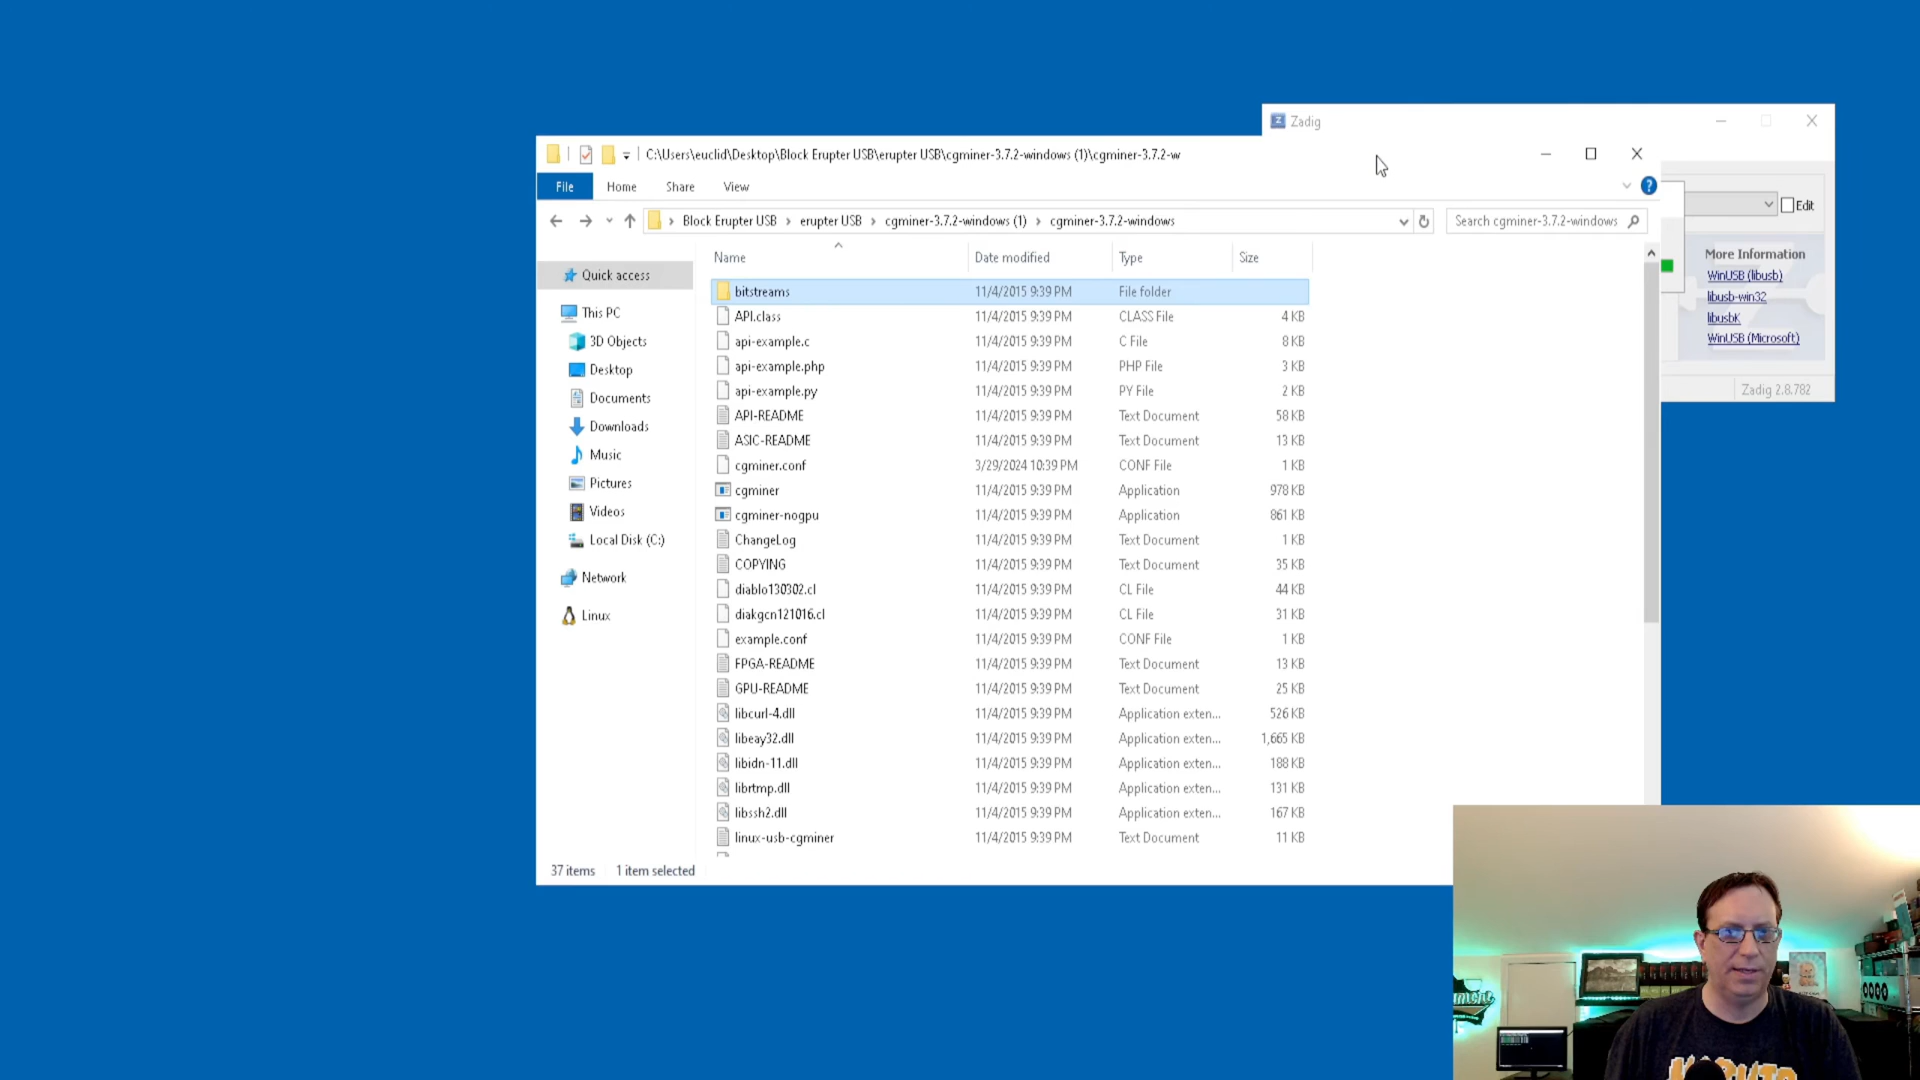 Zadig
C:\Users\euclid\Desktop\Block Erupter USB\erupter USB\cgminer-3.7.2-windows (1)\cgminer-3.7.2-w
File Home Share View
Block Erupter USB > erupter USB > cgminer-3.7.2-windows (1) > cgminer-3.7.2-windows
Search cgminer-3.7.2-windows
Edit
Name Date modified Type Size
Quick access
This PC
3D Objects
Desktop
Documents
Downloads
Music
Pictures
Videos
Local Disk (C:)
Network
Linux
bitstreams 11/4/2015 9:39 PM File folder
API.class 11/4/2015 9:39 PM CLASS File 4 KB
api-example.c 11/4/2015 9:39 PM C File 8 KB
api-example.php 11/4/2015 9:39 PM PHP File 3 KB
api-example.py 11/4/2015 9:39 PM PY File 2 KB
API-README 11/4/2015 9:39 PM Text Document 58 KB
ASIC-README 11/4/2015 9:39 PM Text Document 13 KB
cgminer.conf 3/29/2024 10:39 PM CONF File 1 KB
cgminer 11/4/2015 9:39 PM Application 978 KB
cgminer-nogpu 11/4/2015 9:39 PM Application 861 KB
ChangeLog 11/4/2015 9:39 PM Text Document 1 KB
COPYING 11/4/2015 9:39 PM Text Document 35 KB
diablo130302.cl 11/4/2015 9:39 PM CL File 44 KB
diakgcn121016.cl 11/4/2015 9:39 PM CL File 31 KB
example.conf 11/4/2015 9:39 PM CONF File 1 KB
FPGA-README 11/4/2015 9:39 PM Text Document 13 KB
GPU-README 11/4/2015 9:39 PM Text Document 25 KB
libcurl-4.dll 11/4/2015 9:39 PM Application exten... 526 KB
libeay32.dll 11/4/2015 9:39 PM Application exten... 1,665 KB
libidn-11.dll 11/4/2015 9:39 PM Application exten... 188 KB
librtmp.dll 11/4/2015 9:39 PM Application exten... 131 KB
libssh2.dll 11/4/2015 9:39 PM Application exten... 167 KB
linux-usb-cgminer 11/4/2015 9:39 PM Text Document 11 KB
37 items 1 item selected
More Information
WinUSB (libusb)
libusb-win32
libusbK
WinUSB (Microsoft)
Zadig 2.8.782